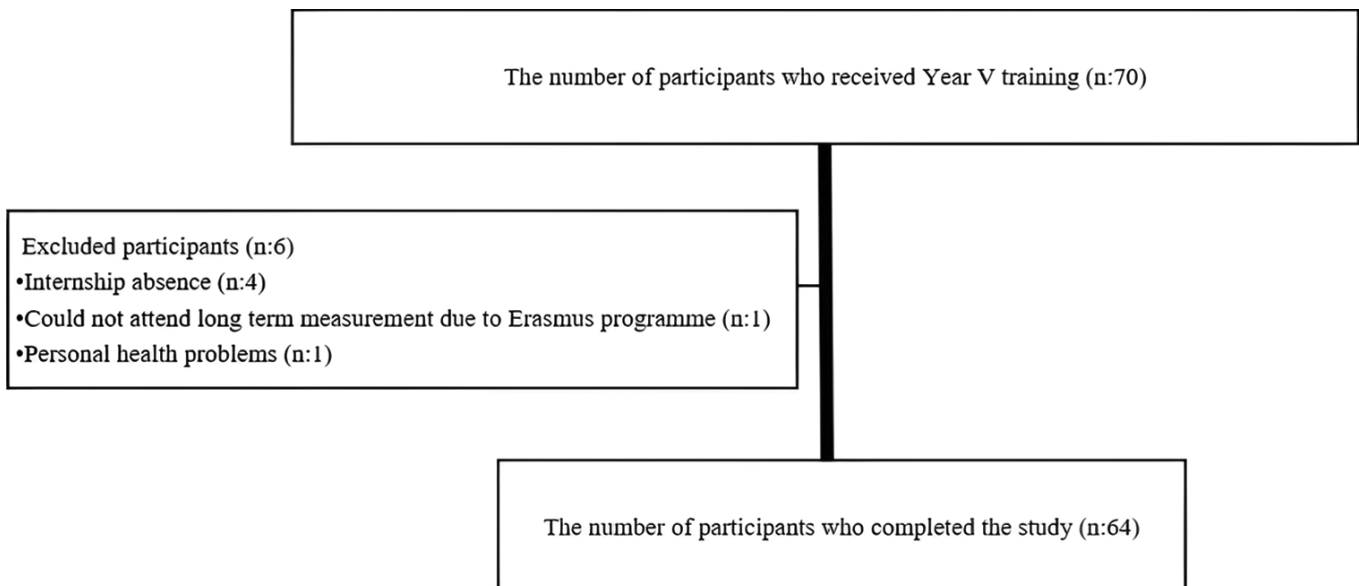 The number of participants who received Year V training (n:70)
Excluded participants (n:6)
•Internship absence (n:4)
•Could not attend long term measurement due to Erasmus programme (n:1)
•Personal health problems (n:1)
The number of participants who completed the study (n:64)